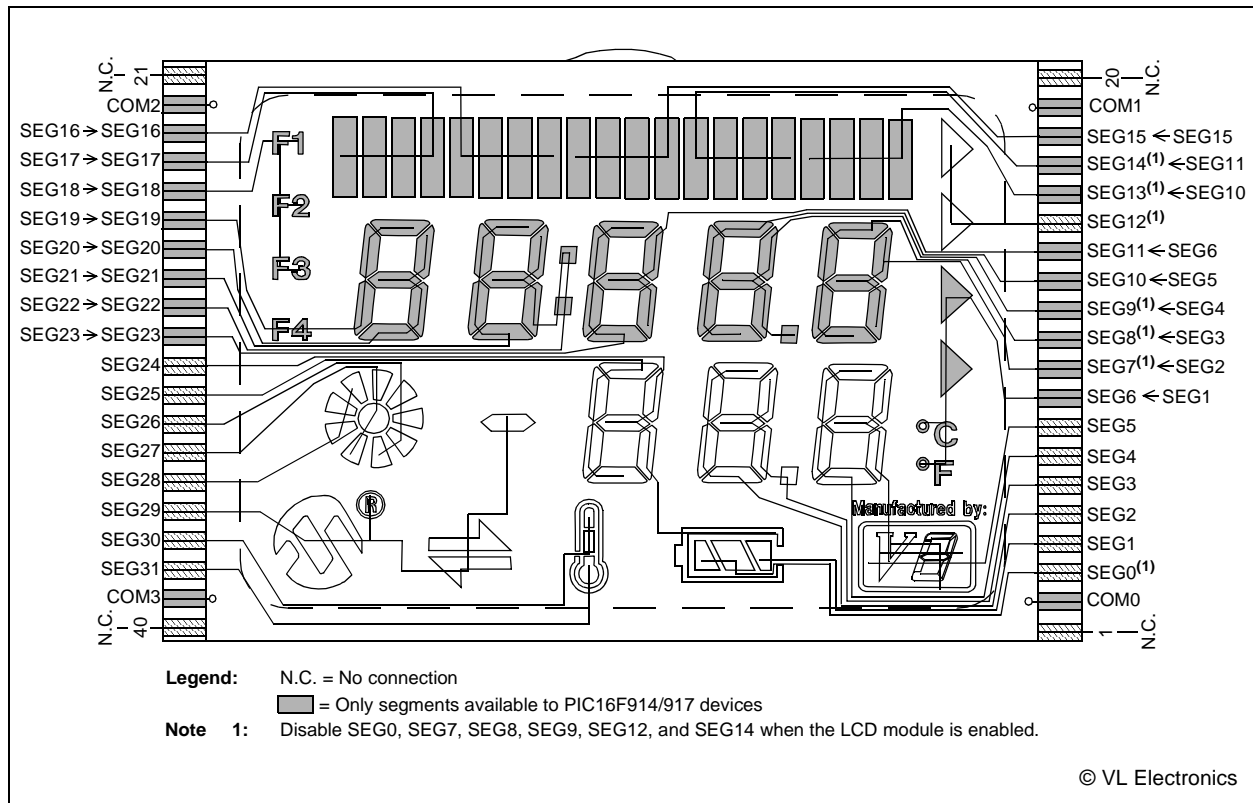 N.C.
21
COM2
SEG16→SEG16
SEG17→SEG17
SEG18→SEG18
SEG19→SEG19
SEG20→SEG20
SEG21→SEG21
SEG22→SEG22
SEG23→SEG23
SEG24
SEG25
SEG26
SEG27
SEG28
SEG29
SEG30
SEG31
COM3
40
N.C.
F1
F2
F3
F4
®
°C
°F
Manufactured by:
20
N.C.
COM1
SEG15←SEG15
SEG14(1)←SEG11
SEG13(1)←SEG10
SEG12(1)
SEG11←SEG6
SEG10←SEG5
SEG9(1)←SEG4
SEG8(1)←SEG3
SEG7(1)←SEG2
SEG6←SEG1
SEG5
SEG4
SEG3
SEG2
SEG1
SEG0(1)
COM0
1
N.C.
Legend: N.C. = No connection
= Only segments available to PIC16F914/917 devices
Note 1: Disable SEG0, SEG7, SEG8, SEG9, SEG12, and SEG14 when the LCD module is enabled.
© VL Electronics